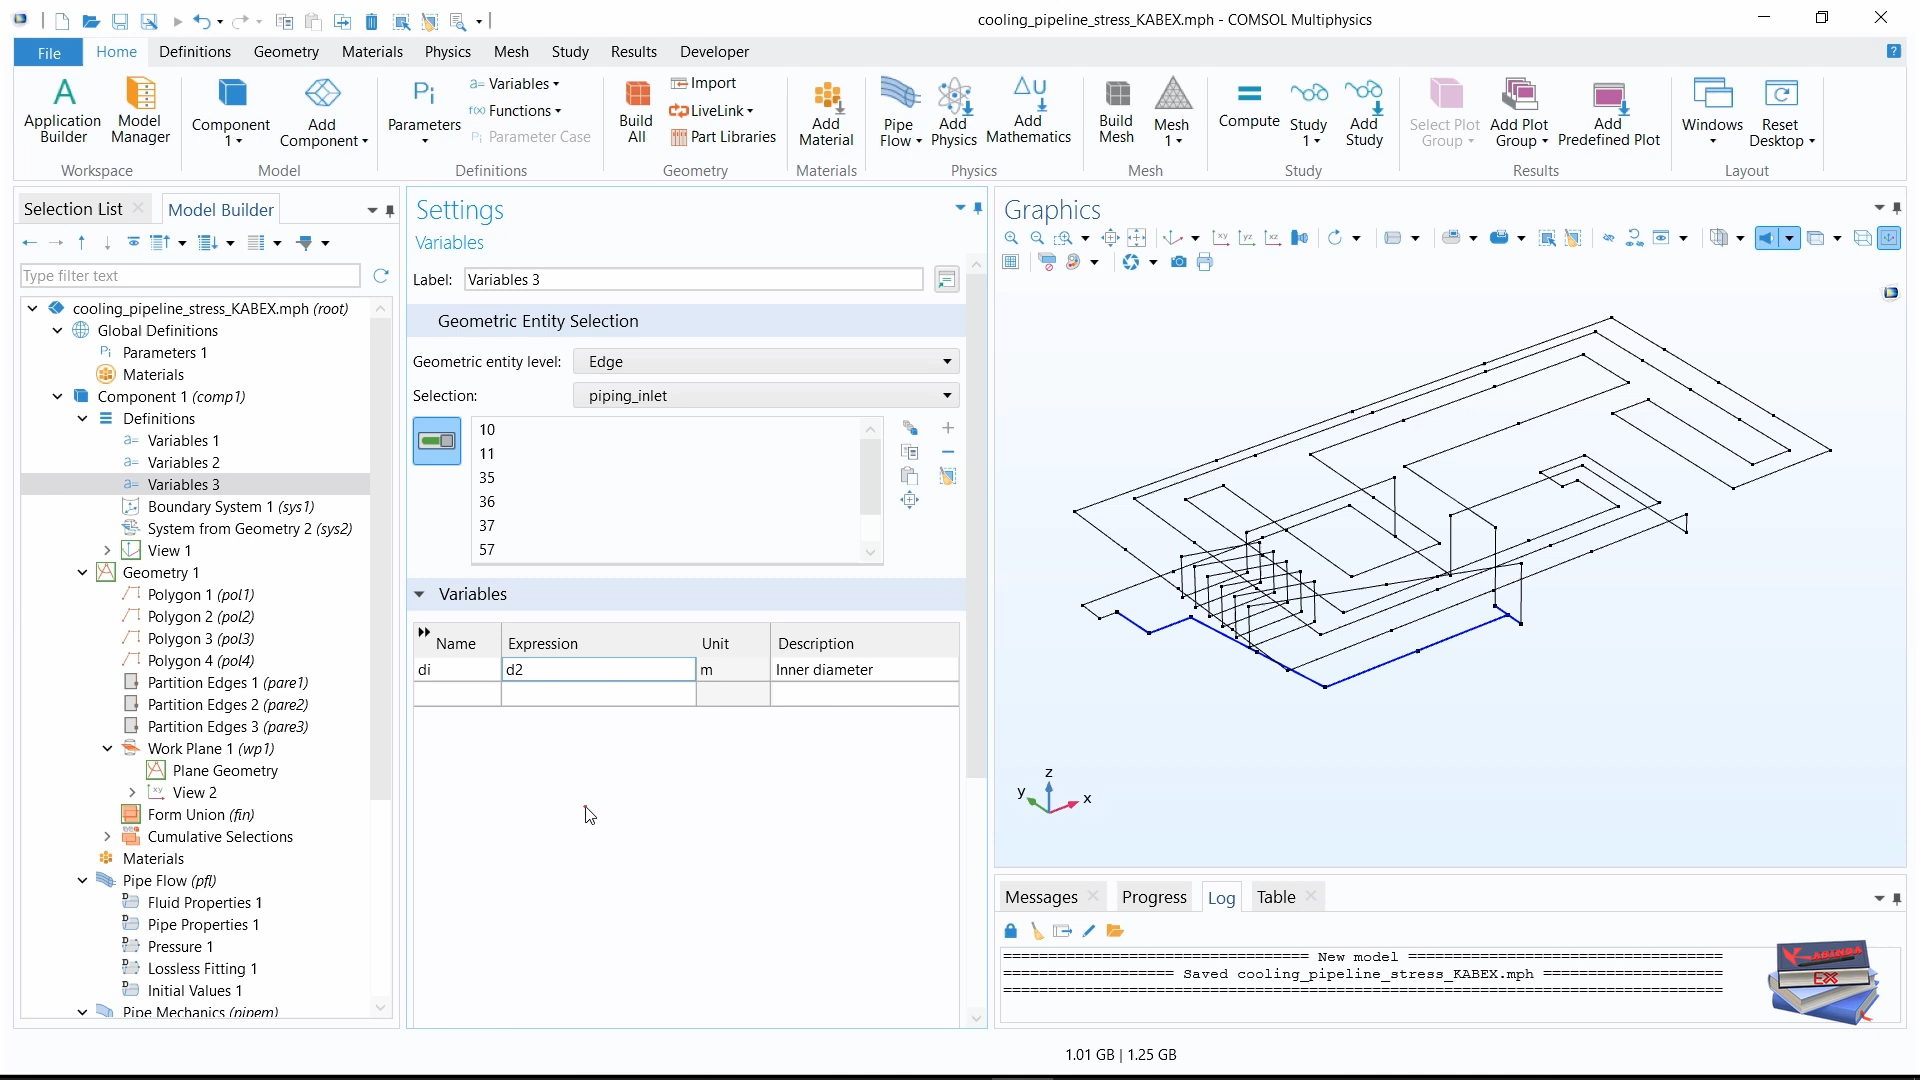 cooling_pipeline_stress_KABEX.mph - COMSOL Multiphysics
File
Home
Definitions
Geometry
Materials
Physics
Mesh
Study
Results
Developer
Application Builder
Model Manager
Workspace
Component 1
Add Component
Model
Parameters
a= Variables
f(x) Functions
Pi Parameter Case
Definitions
Build All
Import
LiveLink
Part Libraries
Geometry
Add Material
Materials
Pipe Flow
Add Physics
Add Mathematics
Physics
Build Mesh
Mesh 1
Mesh
Compute
Study 1
Add Study
Study
Select Plot Group
Add Plot Group
Add Predefined Plot
Results
Windows
Reset Desktop
Layout
Selection List
Model Builder
Type filter text
cooling_pipeline_stress_KABEX.mph (root)
Global Definitions
Pi Parameters 1
Materials
Component 1 (comp1)
Definitions
a= Variables 1
a= Variables 2
a= Variables 3
Boundary System 1 (sys1)
System from Geometry 2 (sys2)
View 1
Geometry 1
Polygon 1 (pol1)
Polygon 2 (pol2)
Polygon 3 (pol3)
Polygon 4 (pol4)
Partition Edges 1 (pare1)
Partition Edges 2 (pare2)
Partition Edges 3 (pare3)
Work Plane 1 (wp1)
Plane Geometry
View 2
Form Union (fin)
Cumulative Selections
Materials
Pipe Flow (pfl)
Fluid Properties 1
Pipe Properties 1
Pressure 1
Lossless Fitting 1
Initial Values 1
Pipe Mechanics (pipem)
Settings
Variables
Label: Variables 3
Geometric Entity Selection
Geometric entity level: Edge
Selection: piping_inlet
10
11
35
36
37
57
Variables
Name Expression Unit Description
di d2 m Inner diameter
Graphics
z
y
x
Messages
Progress
Log
Table
New model
Saved cooling_pipeline_stress_KABEX.mph
EX
1.01 GB | 1.25 GB